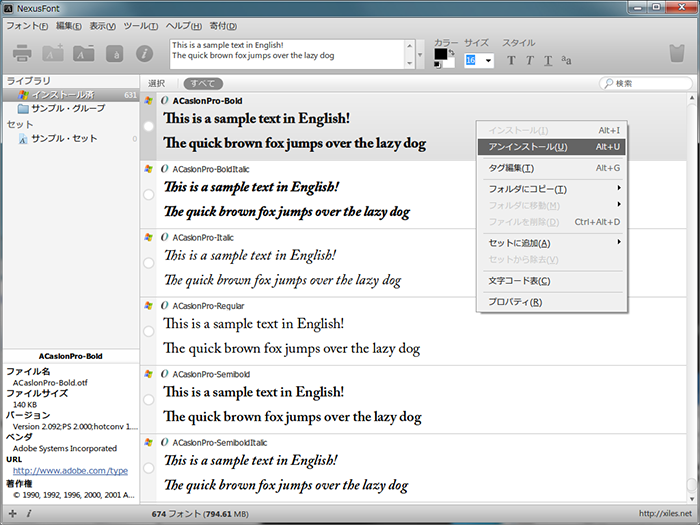 NexusFont
フォント(F) 編集(E) 表示(V) ツール(T) ヘルプ(H) 寄付(D)
This is a sample text in English!
The quick brown fox jumps over the lazy dog
カラー サイズ スタイル
16
T T T aa
ライブラリ
選択 すべて 検索
インストール済 631
サンプル・グループ
セット
サンプル・セット 0
ACaslonPro-Bold
This is a sample text in English!
The quick brown fox jumps over the lazy dog
ACaslonPro-BoldItalic
This is a sample text in English!
The quick brown fox jumps over the lazy dog
ACaslonPro-Italic
This is a sample text in English!
The quick brown fox jumps over the lazy dog
ACaslonPro-Regular
This is a sample text in English!
The quick brown fox jumps over the lazy dog
ACaslonPro-Semibold
This is a sample text in English!
The quick brown fox jumps over the lazy dog
ACaslonPro-SemiboldItalic
This is a sample text in English!
The quick brown fox jumps over the lazy dog
インストール(I) Alt+I
アンインストール(U) Alt+U
タグ編集(T) Alt+G
フォルダにコピー(T)
フォルダに移動(M)
ファイルを削除(D) Ctrl+Alt+D
セットに追加(A)
セットから除去(V)
文字コード表(C)
プロパティ(R)
ACaslonPro-Bold
ファイル名
ACaslonPro-Bold.otf
ファイルサイズ
140 KB
バージョン
Version 2.092;PS 2.000;hotconv 1....
ベンダ
Adobe Systems Incorporated
URL
http://www.adobe.com/type
著作権
© 1990, 1992, 1996, 2000, 2001 A...
674 フォント (794.61 MB)
http://xiles.net